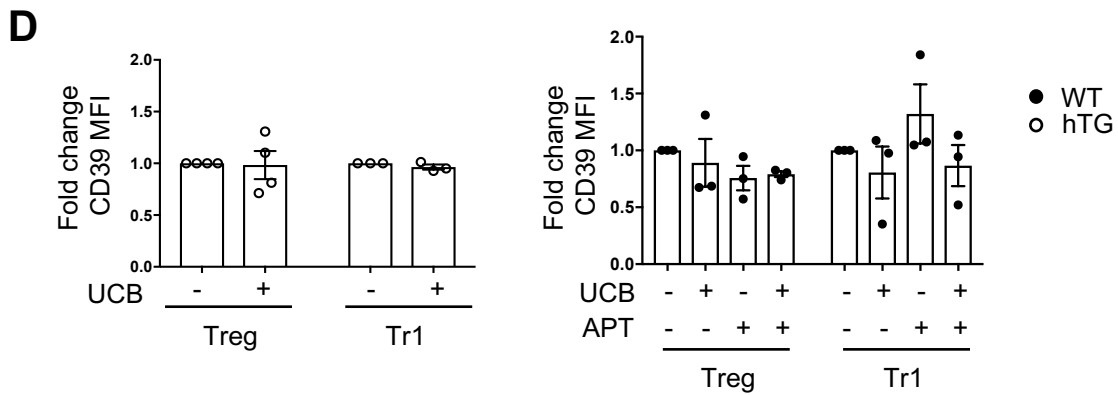 D
Fold change
CD39 MFI
2.0
1.5
1.0
0.5
0.0
UCB - + - +
Treg Tr1
Fold change
CD39 MFI
2.0
1.5
1.0
0.5
0.0
UCB - + - + - + - +
APT - - + + - - + +
Treg Tr1
WT
hTG